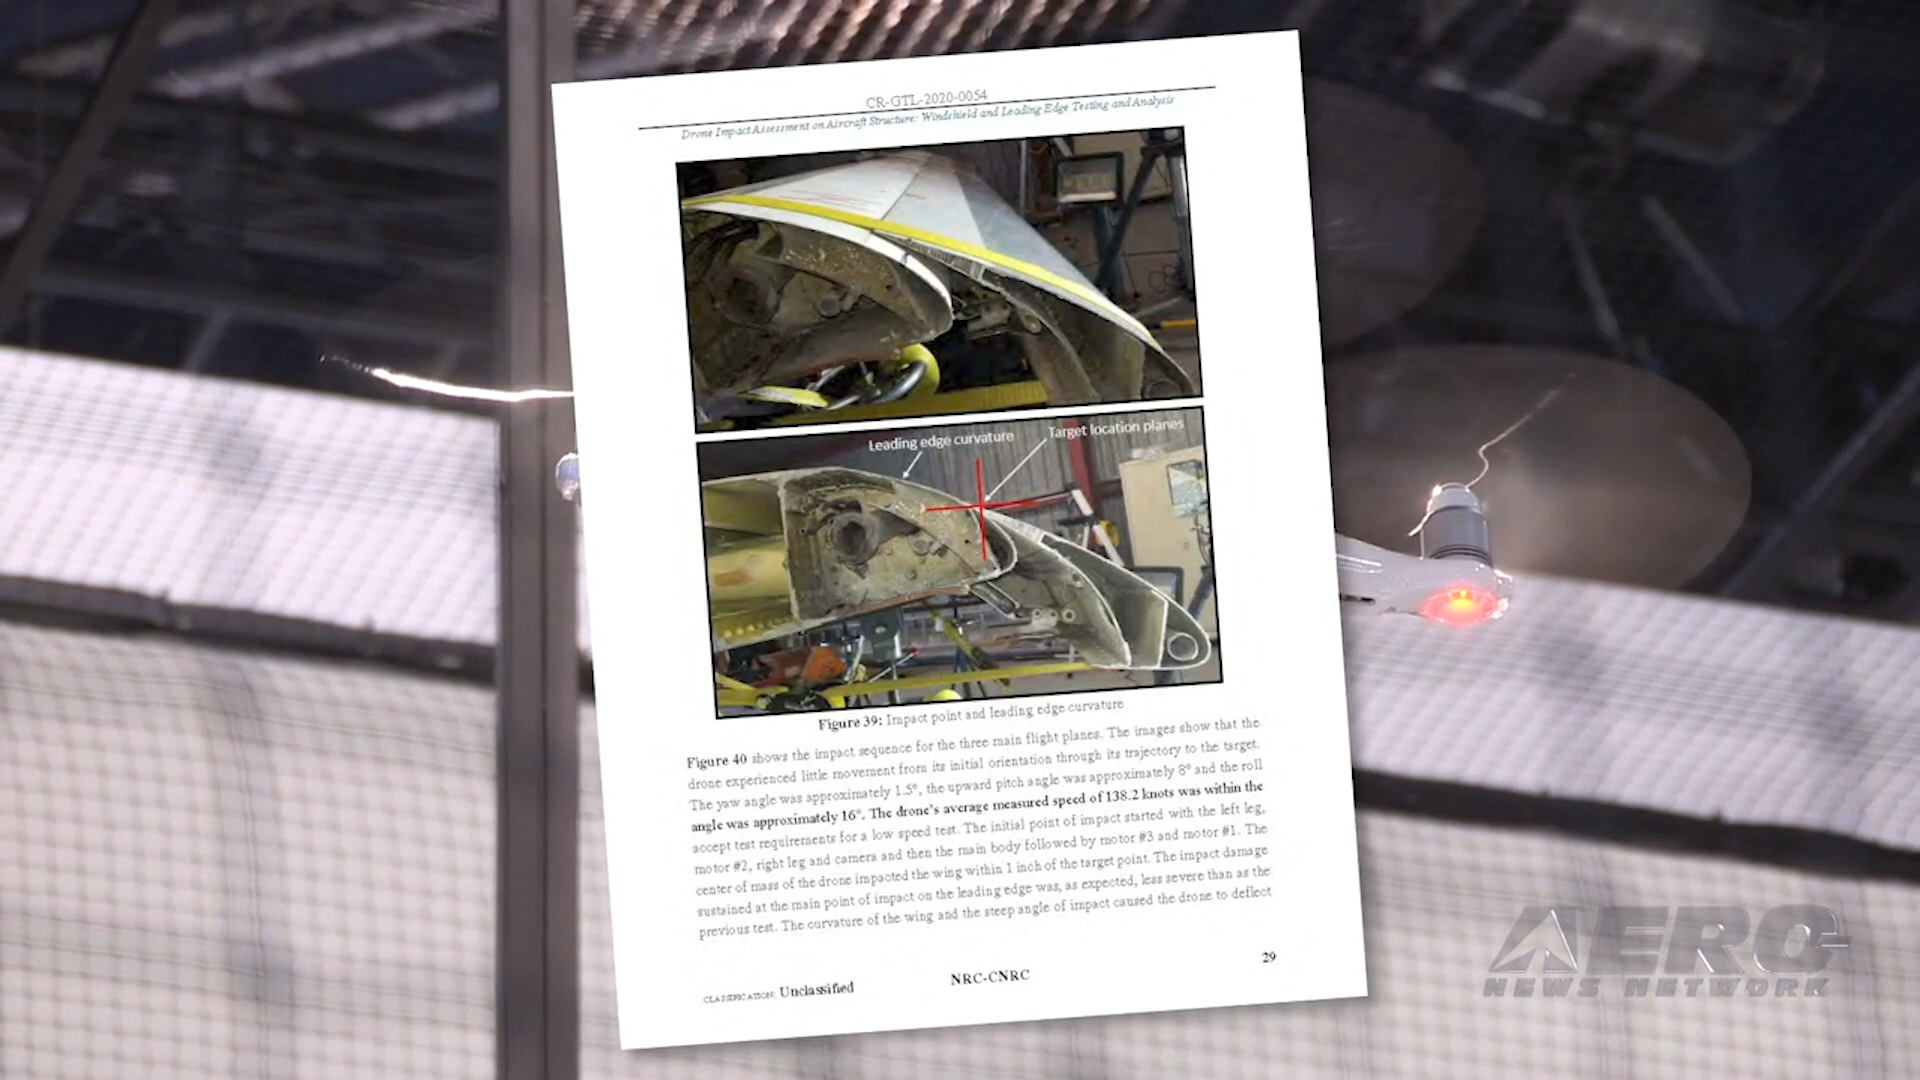 CR-GTL-2020-0054
Drone Impact Assessment on Aircraft Structure: Windshield and Leading Edge Testing and Analysis
Leading edge curvature
Target location planes
Figure 39: Impact point and leading edge curvature
Figure 40 shows the impact sequence for the three main flight planes. The images show that the
drone experienced little movement from its initial orientation through its trajectory to the target.
The yaw angle was approximately 1.5°, the upward pitch angle was approximately 8° and the roll
angle was approximately 16°. The drone's average measured speed of 138.2 knots was within the
accept test requirements for a low speed test. The initial point of impact started with the left leg,
motor #2, right leg and camera and then the main body followed by motor #3 and motor #1. The
center of mass of the drone impacted the wing within 1 inch of the target point. The impact damage
sustained at the main point of impact on the leading edge was, as expected, less severe than as the
previous test. The curvature of the wing and the steep angle of impact caused the drone to deflect
29
NRC-CNRC
CLASSIFICATION: Unclassified
AERO
NEWS NETWORK